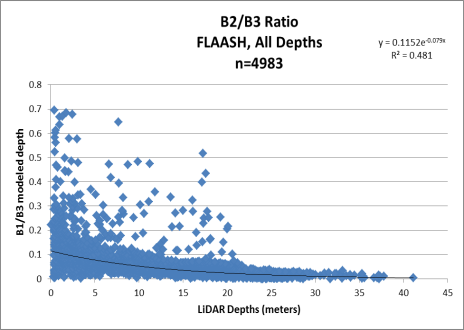 B2/B3 Ratio
FLAASH, All Depths
n=4983
y = 0.1152e-0.079x
R² = 0.481
B1/B3 modeled depth
0.8
0.7
0.6
0.5
0.4
0.3
0.2
0.1
0
0 5 10 15 20 25 30 35 40 45
LIDAR Depths (meters)